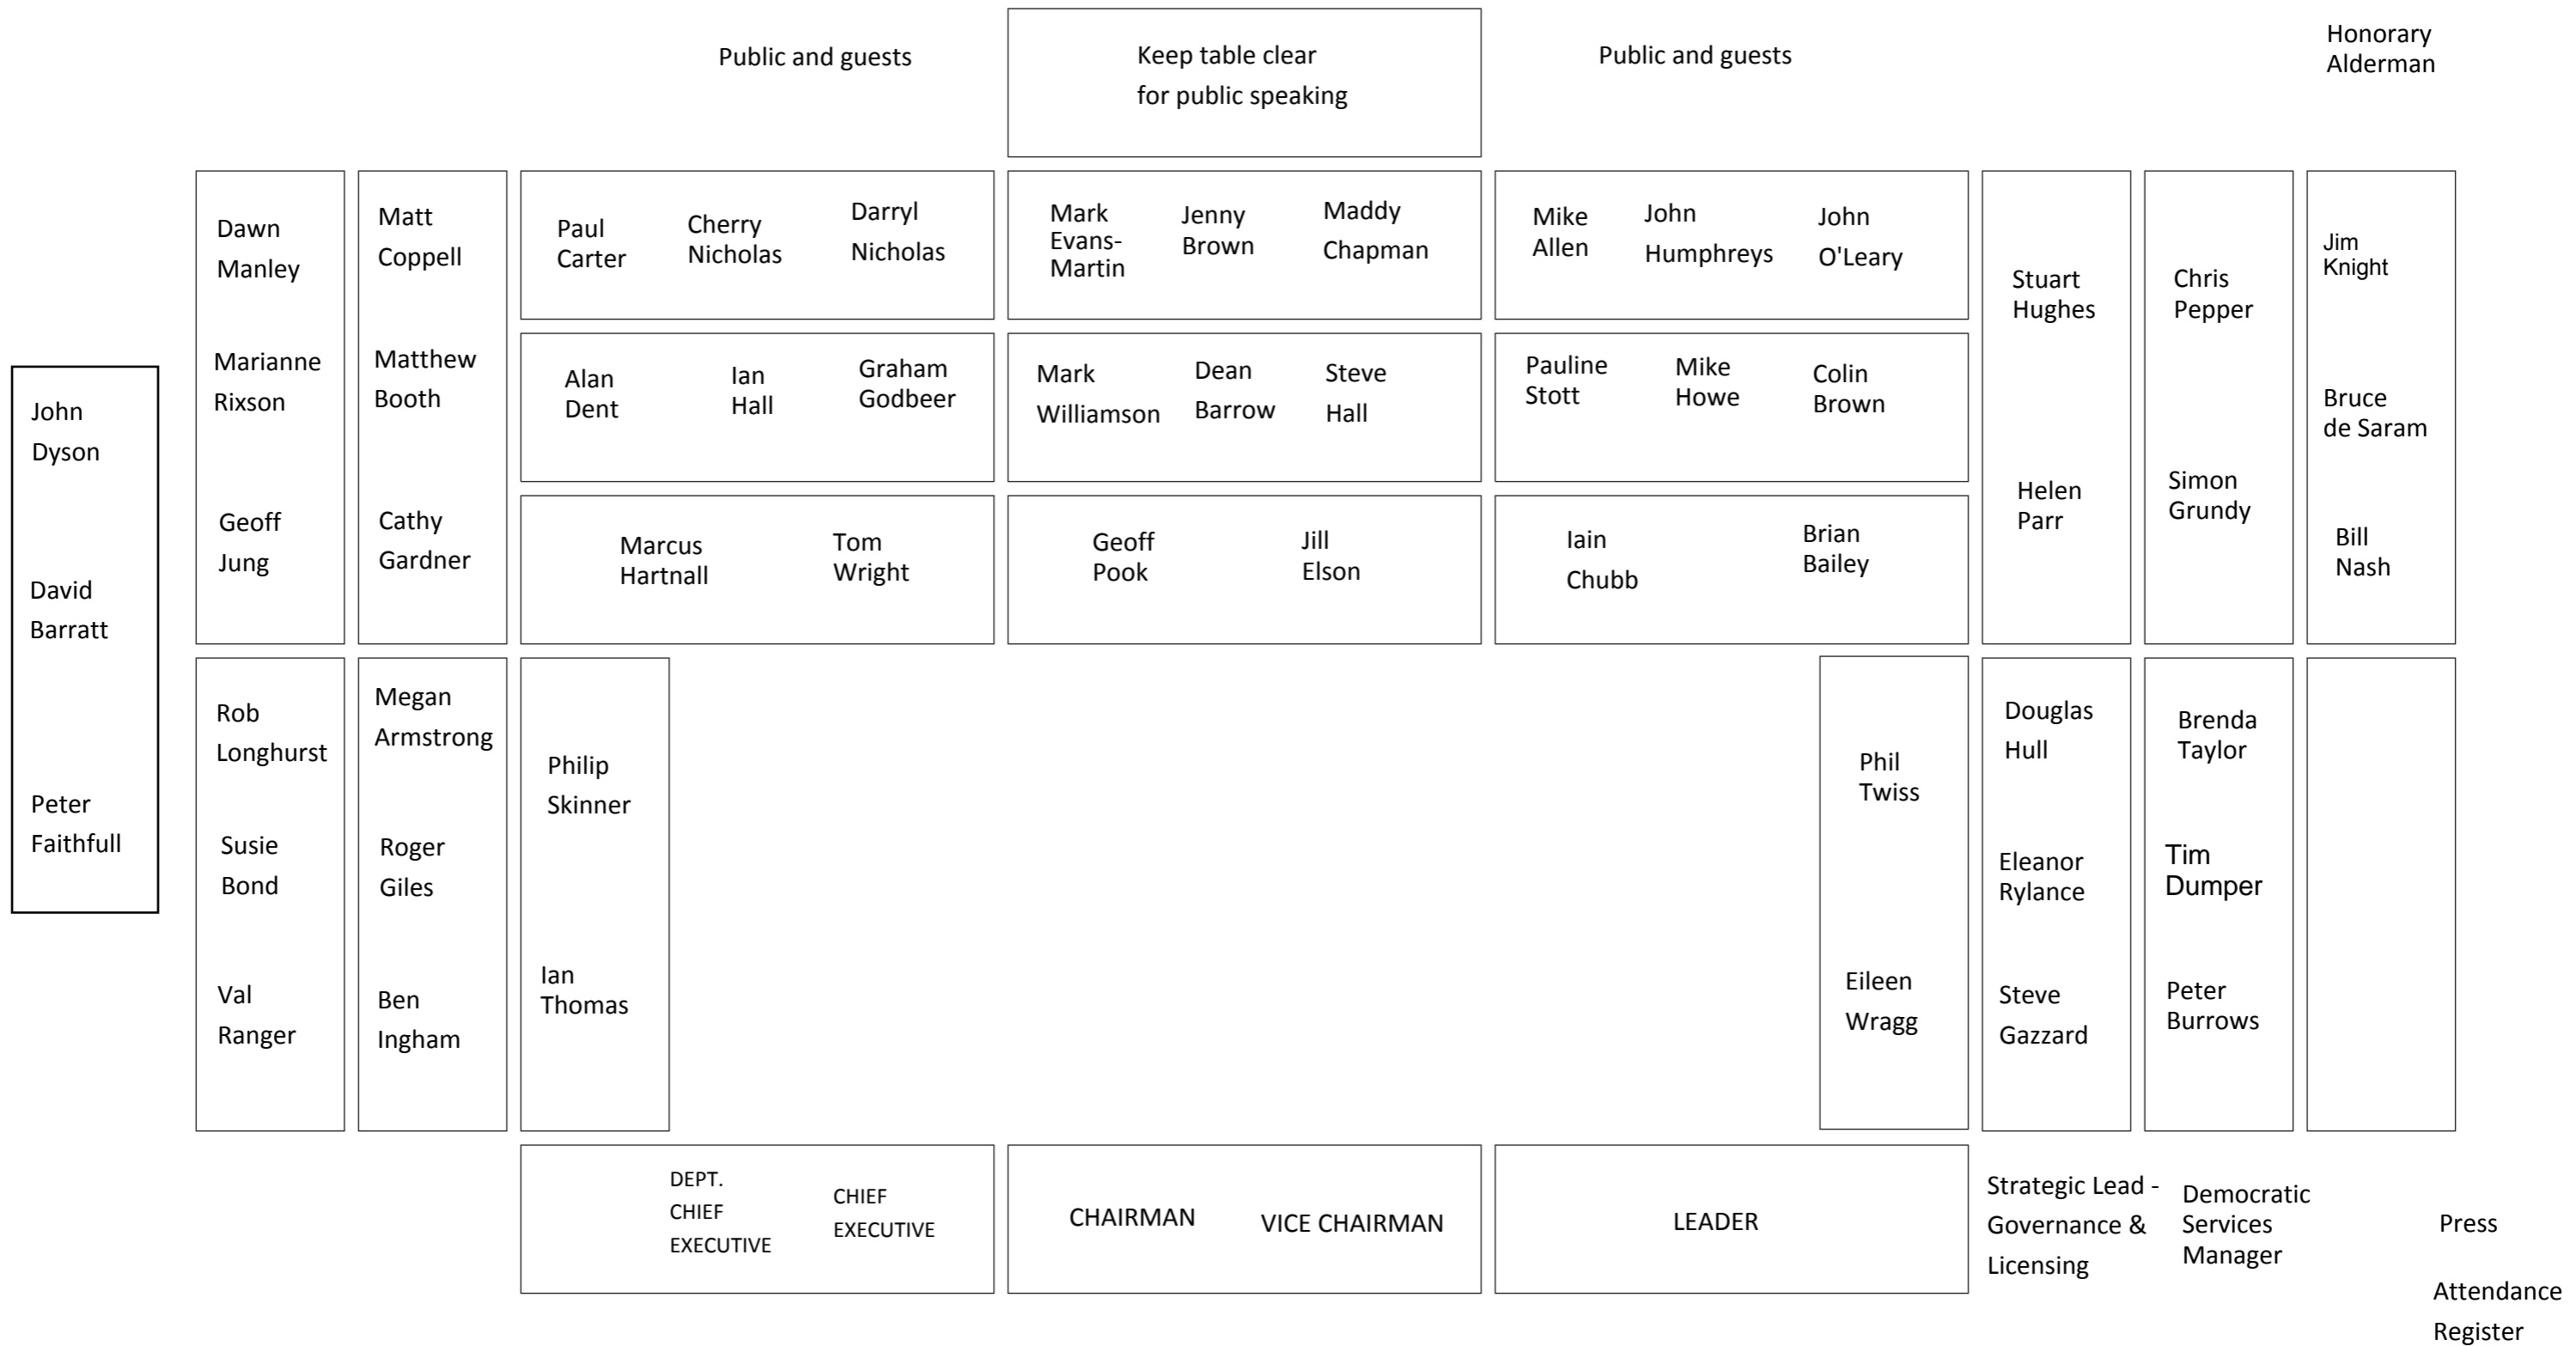 Public and guests
Keep table clear
for public speaking
Public and guests
Honorary
Alderman
John
Dyson
David
Barratt
Peter
Faithfull
Dawn
Manley
Marianne
Rixson
Geoff
Jung
Matt
Coppell
Matthew
Booth
Cathy
Gardner
Paul
Carter
Cherry
Nicholas
Darryl
Nicholas
Mark
Evans-
Martin
Jenny
Brown
Maddy
Chapman
Mike
Allen
John
Humphreys
John
O'Leary
Alan
Dent
Ian
Hall
Graham
Godbeer
Mark
Williamson
Dean
Barrow
Steve
Hall
Pauline
Stott
Mike
Howe
Colin
Brown
Marcus
Hartnall
Tom
Wright
Geoff
Pook
Jill
Elson
Iain
Chubb
Brian
Bailey
Stuart
Hughes
Helen
Parr
Chris
Pepper
Simon
Grundy
Jim
Knight
Bruce
de Saram
Bill
Nash
Rob
Longhurst
Susie
Bond
Val
Ranger
Megan
Armstrong
Roger
Giles
Ben
Ingham
Philip
Skinner
Ian
Thomas
Phil
Twiss
Eileen
Wragg
Douglas
Hull
Eleanor
Rylance
Steve
Gazzard
Brenda
Taylor
Tim
Dumper
Peter
Burrows
DEPT.
CHIEF
EXECUTIVE
CHIEF
EXECUTIVE
CHAIRMAN
VICE CHAIRMAN
LEADER
Strategic Lead -
Governance &
Licensing
Democratic
Services
Manager
Press
Attendance
Register